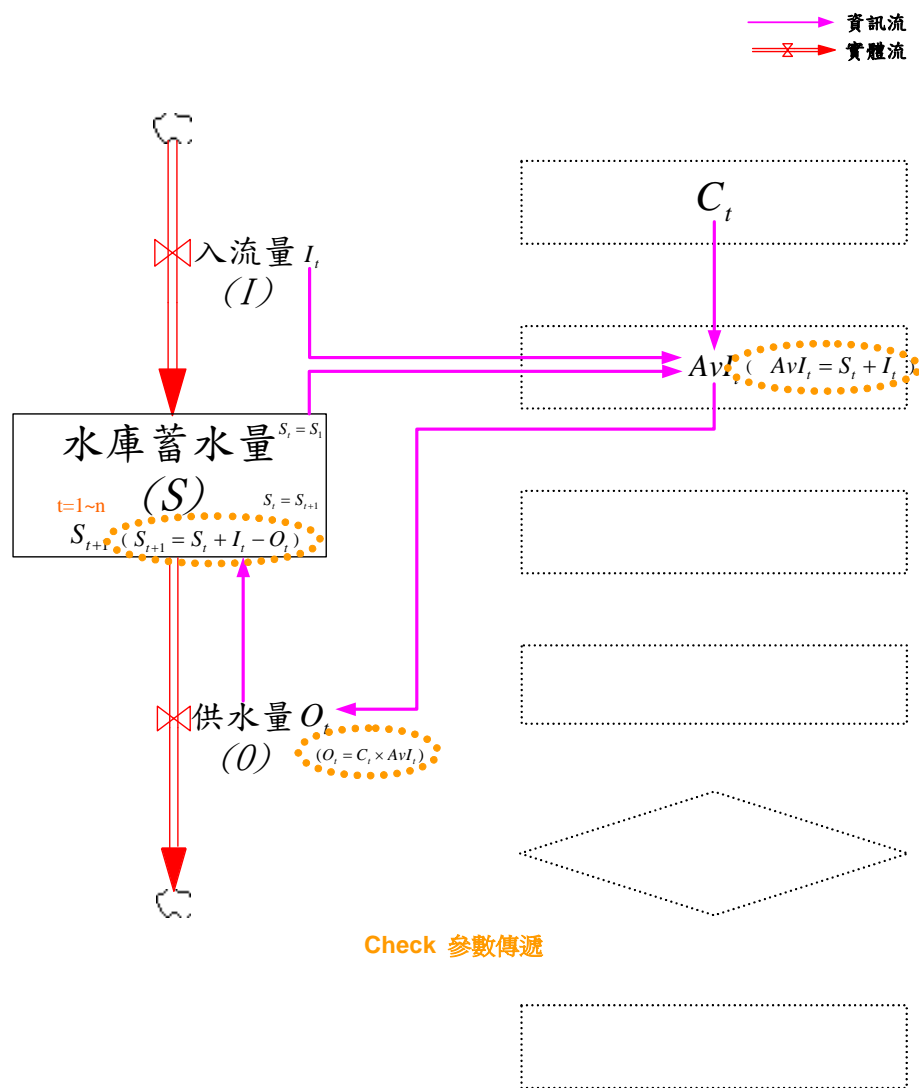 資訊流
實體流
C_t
入流量 I_t
(I)
AvI_t ( AvI_t = S_t + I_t )
水庫蓄水量
S_t = S_1
(S)
t=1~n
S_t = S_{t+1}
S_{t+1} ( S_{t+1} = S_t + I_t − O_t )
供水量 O_t
(O)
(O_t = C_t × AvI_t)
Check 參數傳遞